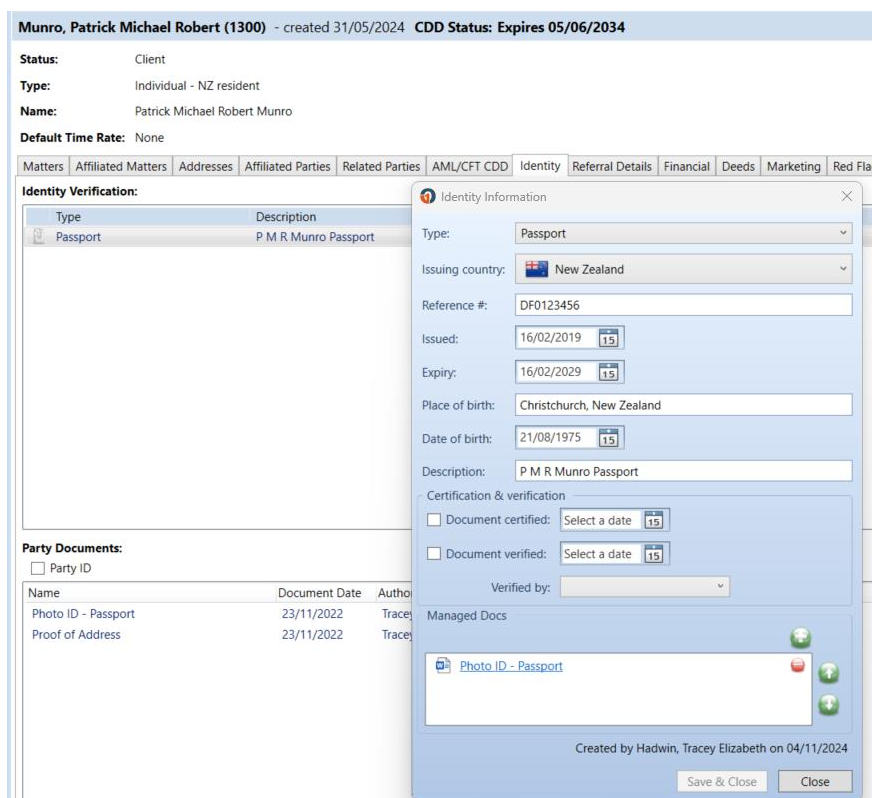 Munro, Patrick Michael Robert (1300) - created 31/05/2024 CDD Status: Expires 05/06/2034
Status: Client
Type: Individual - NZ resident
Name: Patrick Michael Robert Munro
Default Time Rate: None
Matters Affiliated Matters Addresses Affiliated Parties Related Parties AML/CFT CDD Identity Referral Details Financial Deeds Marketing Red Fla
Identity Verification:
Type Description
Passport P M R Munro Passport
Identity Information
Type: Passport
Issuing country: New Zealand
Reference #: DF0123456
Issued: 16/02/2019 15
Expiry: 16/02/2029 15
Place of birth: Christchurch, New Zealand
Date of birth: 21/08/1975 15
Description: P M R Munro Passport
Certification & verification
Document certified: Select a date 15
Document verified: Select a date 15
Verified by:
Managed Docs
Photo ID - Passport
Created by Hadwin, Tracey Elizabeth on 04/11/2024
Save & Close Close
Party Documents:
Party ID
Name Document Date Autho
Photo ID - Passport 23/11/2022 Tracey
Proof of Address 23/11/2022 Tracey